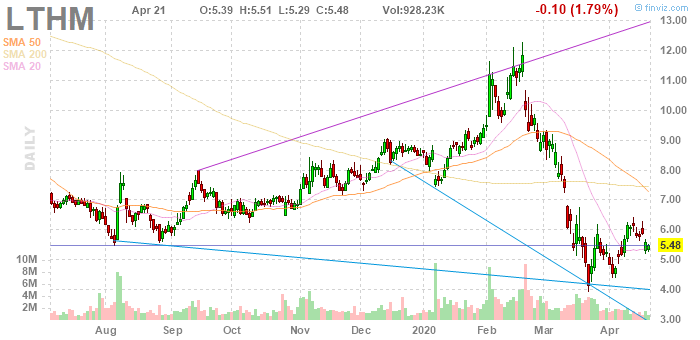 LTHM
Apr 21
O:5.39 H:5.51 L:5.29 C:5.48
Vol:928.23K
-0.10 (1.79%)
© finviz.com
SMA 50
SMA 200
SMA 20
DAILY
13.00
12.00
11.00
10.00
9.00
8.00
7.00
6.00
5.48
5.00
4.00
3.00
10M
8M
6M
4M
2M
Aug
Sep
Oct
Nov
Dec
2020
Feb
Mar
Apr